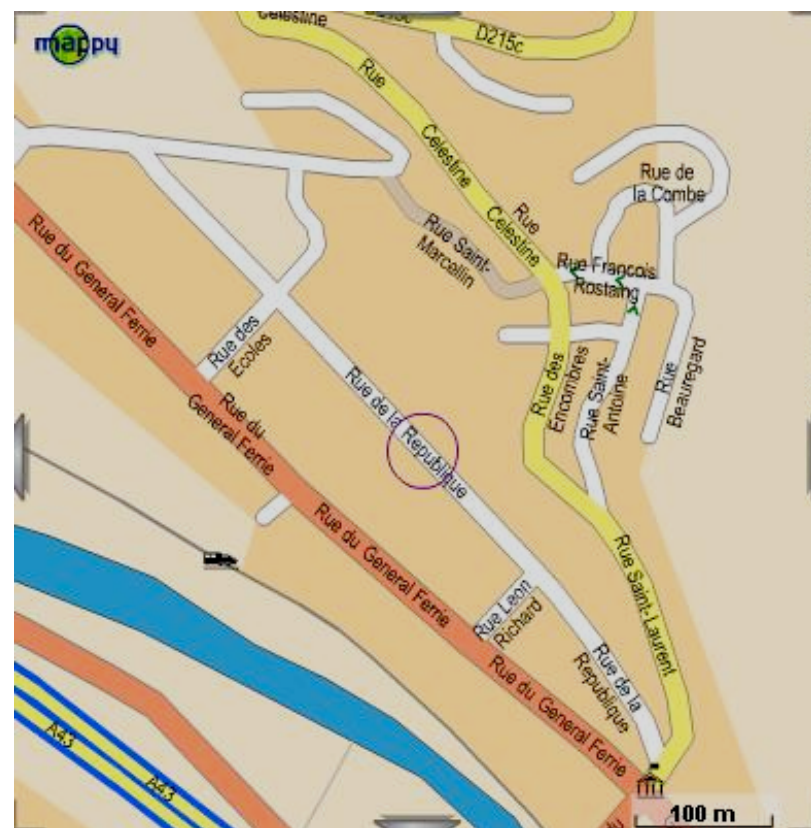 Celestine
D215c
D215c
mappy
Rue
Celestine
Rue
Celestine
Rue de
la Combe
Rue Saint-
Marcellin
Rue Francois
Rostaing
Rue du General Ferrie
Rue des
Ecoles
Rue des
Encombres
Rue Saint-
Antoine
Rue
Beauregard
Rue du
General Ferrie
Rue de la Republique
Rue du General Ferrie
Rue Leon
Richard
Rue Saint-Laurent
Rue de la
Republique
Rue du General Ferrie
A43
A43
100 m